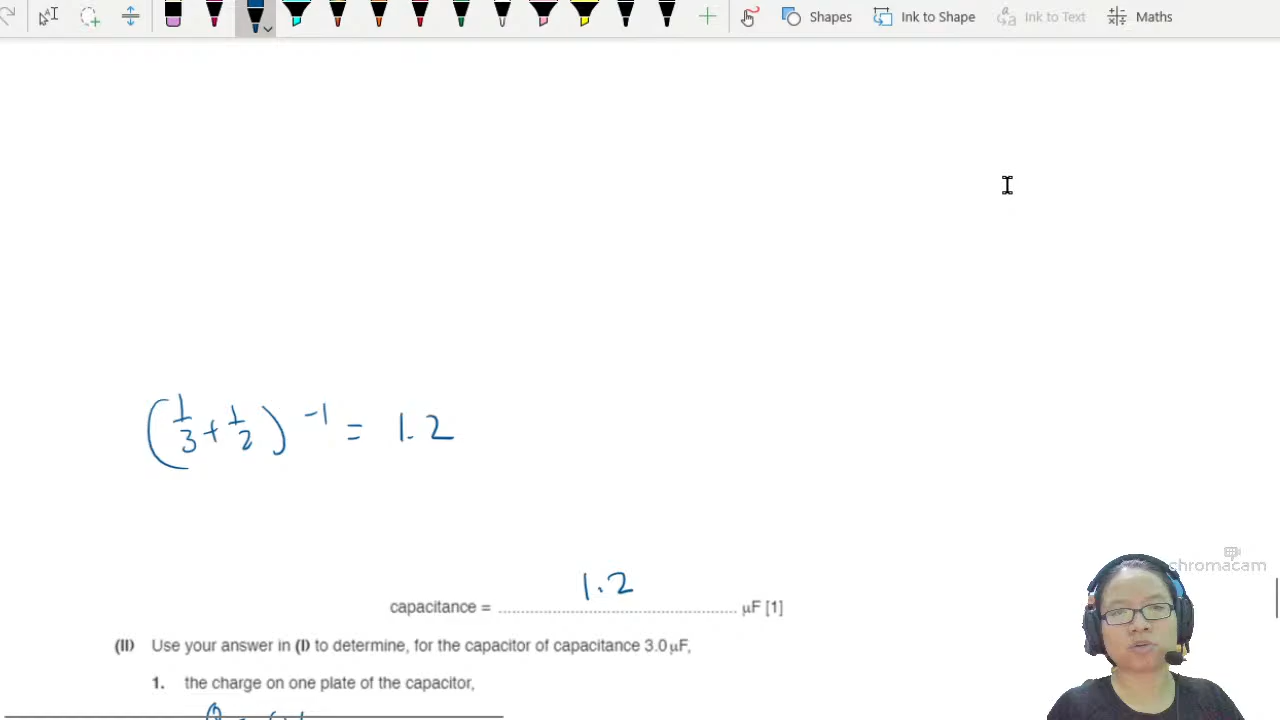 Shapes Ink to Shape Ink to Text Maths
(1/3 + 1/2)⁻¹ = 1.2
chromacam
1.2
capacitance = ........................................................... μF [1]
(II) Use your answer in (I) to determine, for the capacitor of capacitance 3.0 μF,
1. the charge on one plate of the capacitor,